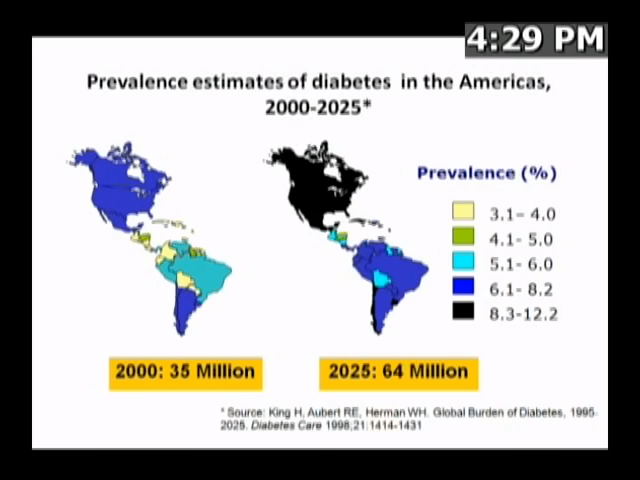 4:29 PM
Prevalence estimates of diabetes in the Americas,
2000-2025*
Prevalence (%)
3.1- 4.0
4.1- 5.0
5.1- 6.0
6.1- 8.2
8.3-12.2
2000: 35 Million
2025: 64 Million
* Source: King H, Aubert RE, Herman WH. Global Burden of Diabetes, 1995-
2025. Diabetes Care 1998;21:1414-1431